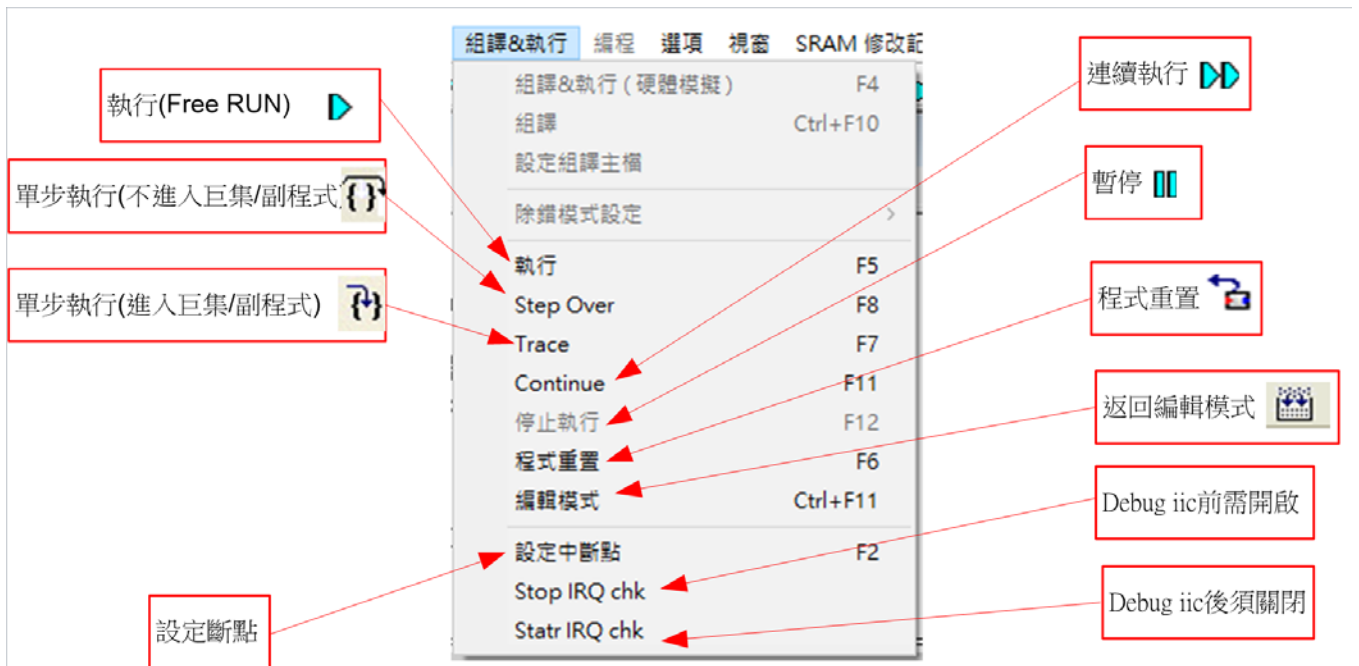 組譯&執行 編程 選項 視窗 SRAM 修改記
組譯&執行 ( 硬體模擬 ) F4
組譯 Ctrl+F10
設定組譯主檔
除錯模式設定 >
執行 F5
Step Over F8
Trace F7
Continue F11
停止執行 F12
程式重置 F6
編輯模式 Ctrl+F11
設定中斷點 F2
Stop IRQ chk
Statr IRQ chk
執行(Free RUN)
單步執行(不進入巨集/副程式)
單步執行(進入巨集/副程式)
設定斷點
連續執行
暫停
程式重置
返回編輯模式
Debug iic前需開啟
Debug iic後須關閉